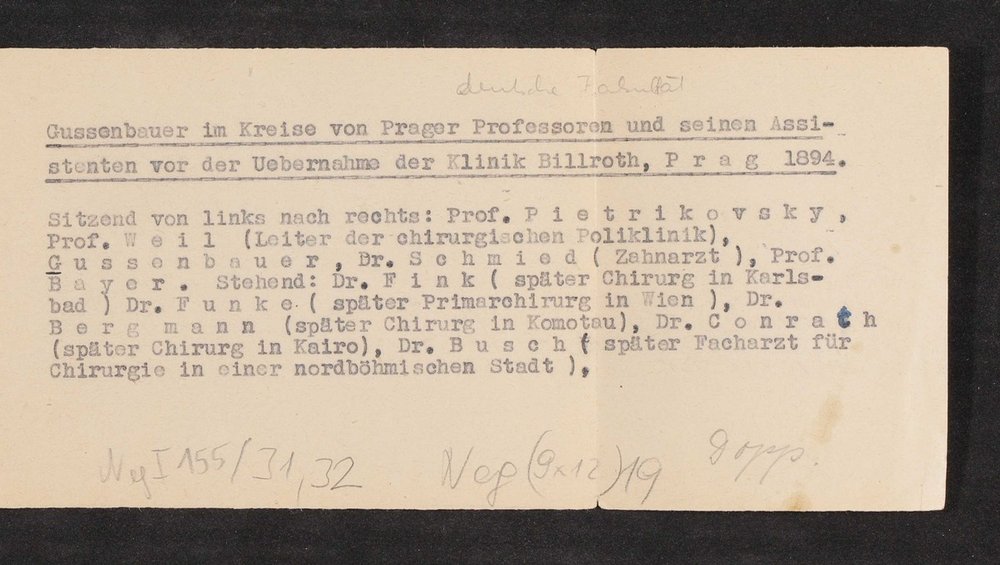 deutsche Fakultät
Gussenbauer im Kreise von Prager Professoren und seinen Assi-
stenten vor der Uebernahme der Klinik Billroth, P r a g 1894.
Sitzend von links nach rechts: Prof. P i e t r i k o v s k y ,
Prof. W e i l (Leiter der chirurgischen Poliklinik),
G u s s e n b a u e r , Dr. S c h m i e d ( Zahnarzt ), Prof.
B a y e r . Stehend: Dr. F i n k ( später Chirurg in Karls-
bad ) Dr. F u n k e ( später Primarchirurg in Wien ), Dr.
B e r g m a n n (später Chirurg in Komotau), Dr. C o n r a t h
(später Chirurg in Kairo), Dr. B u s c h ( später Facharzt für
Chirurgie in einer nordböhmischen Stadt ),
Neg I 155/31,32 Neg (9x12) 19 Dopp.